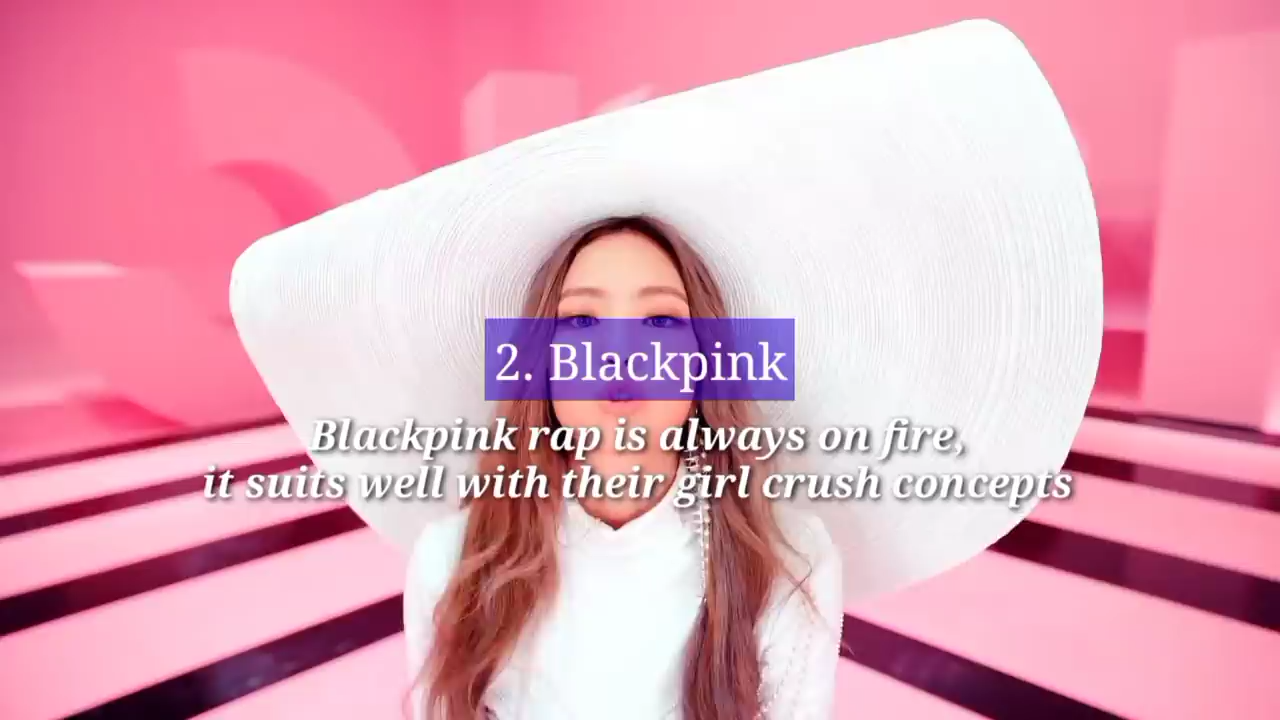 2. Blackpink
Blackpink rap is always on fire,
it suits well with their girl crush concepts